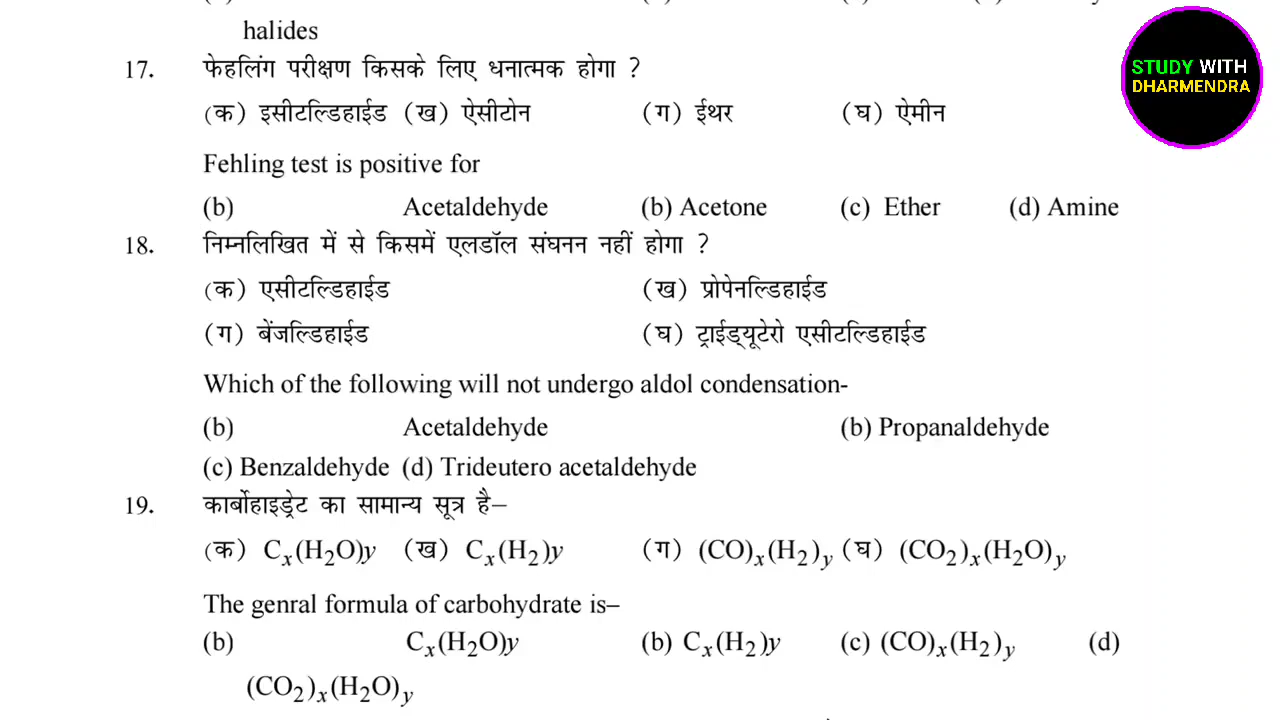 halides
17. फेहलिंग परीक्षण किसके लिए धनात्मक होगा ?
(क) इसीटल्डिहाईड (ख) ऐसीटोन (ग) ईथर (घ) ऐमीन
Fehling test is positive for
(b) Acetaldehyde (b) Acetone (c) Ether (d) Amine
18. निम्नलिखित में से किसमें एलडॉल संघनन नहीं होगा ?
(क) एसीटल्डिहाईड (ख) प्रोपेनल्डिहाईड
(ग) बेंजल्डिहाईड (घ) ट्राईड्यूटेरो एसीटल्डिहाईड
Which of the following will not undergo aldol condensation-
(b) Acetaldehyde (b) Propanaldehyde
(c) Benzaldehyde (d) Trideutero acetaldehyde
19. कार्बोहाइड्रेट का सामान्य सूत्र है–
(क) Cₓ(H₂O)y (ख) Cₓ(H₂)y (ग) (CO)ₓ(H₂)y (घ) (CO₂)ₓ(H₂O)y
The genral formula of carbohydrate is–
(b) Cₓ(H₂O)y (b) Cₓ(H₂)y (c) (CO)ₓ(H₂)y (d)
(CO₂)ₓ(H₂O)y
STUDY WITH
DHARMENDRA